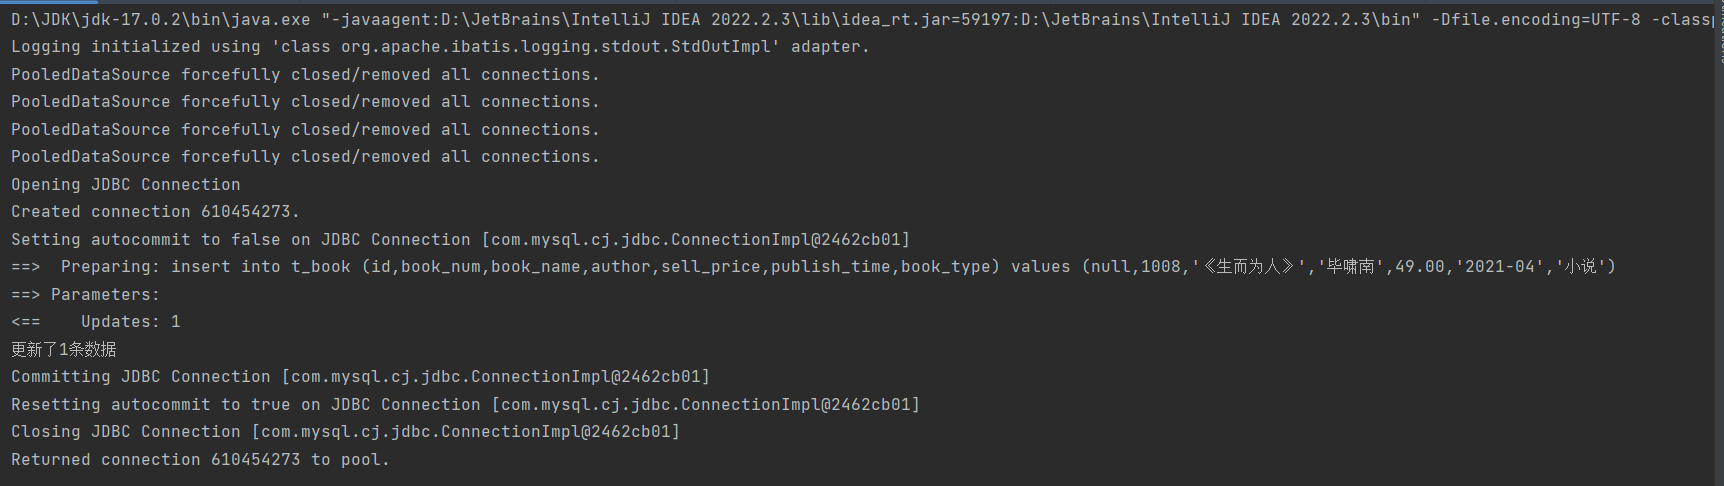 D:\JDK\jdk-17.0.2\bin\java.exe "-javaagent:D:\JetBrains\IntelliJ IDEA 2022.2.3\lib\idea_rt.jar=59197:D:\JetBrains\IntelliJ IDEA 2022.2.3\bin" -Dfile.encoding=UTF-8 -classp
Logging initialized using 'class org.apache.ibatis.logging.stdout.StdOutImpl' adapter.
PooledDataSource forcefully closed/removed all connections.
PooledDataSource forcefully closed/removed all connections.
PooledDataSource forcefully closed/removed all connections.
PooledDataSource forcefully closed/removed all connections.
Opening JDBC Connection
Created connection 610454273.
Setting autocommit to false on JDBC Connection [com.mysql.cj.jdbc.ConnectionImpl@2462cb01]
==>  Preparing: insert into t_book (id,book_num,book_name,author,sell_price,publish_time,book_type) values (null,1008,'《生而为人》','毕啸南',49.00,'2021-04','小说')
==> Parameters:
<==    Updates: 1
更新了1条数据
Committing JDBC Connection [com.mysql.cj.jdbc.ConnectionImpl@2462cb01]
Resetting autocommit to true on JDBC Connection [com.mysql.cj.jdbc.ConnectionImpl@2462cb01]
Closing JDBC Connection [com.mysql.cj.jdbc.ConnectionImpl@2462cb01]
Returned connection 610454273 to pool.